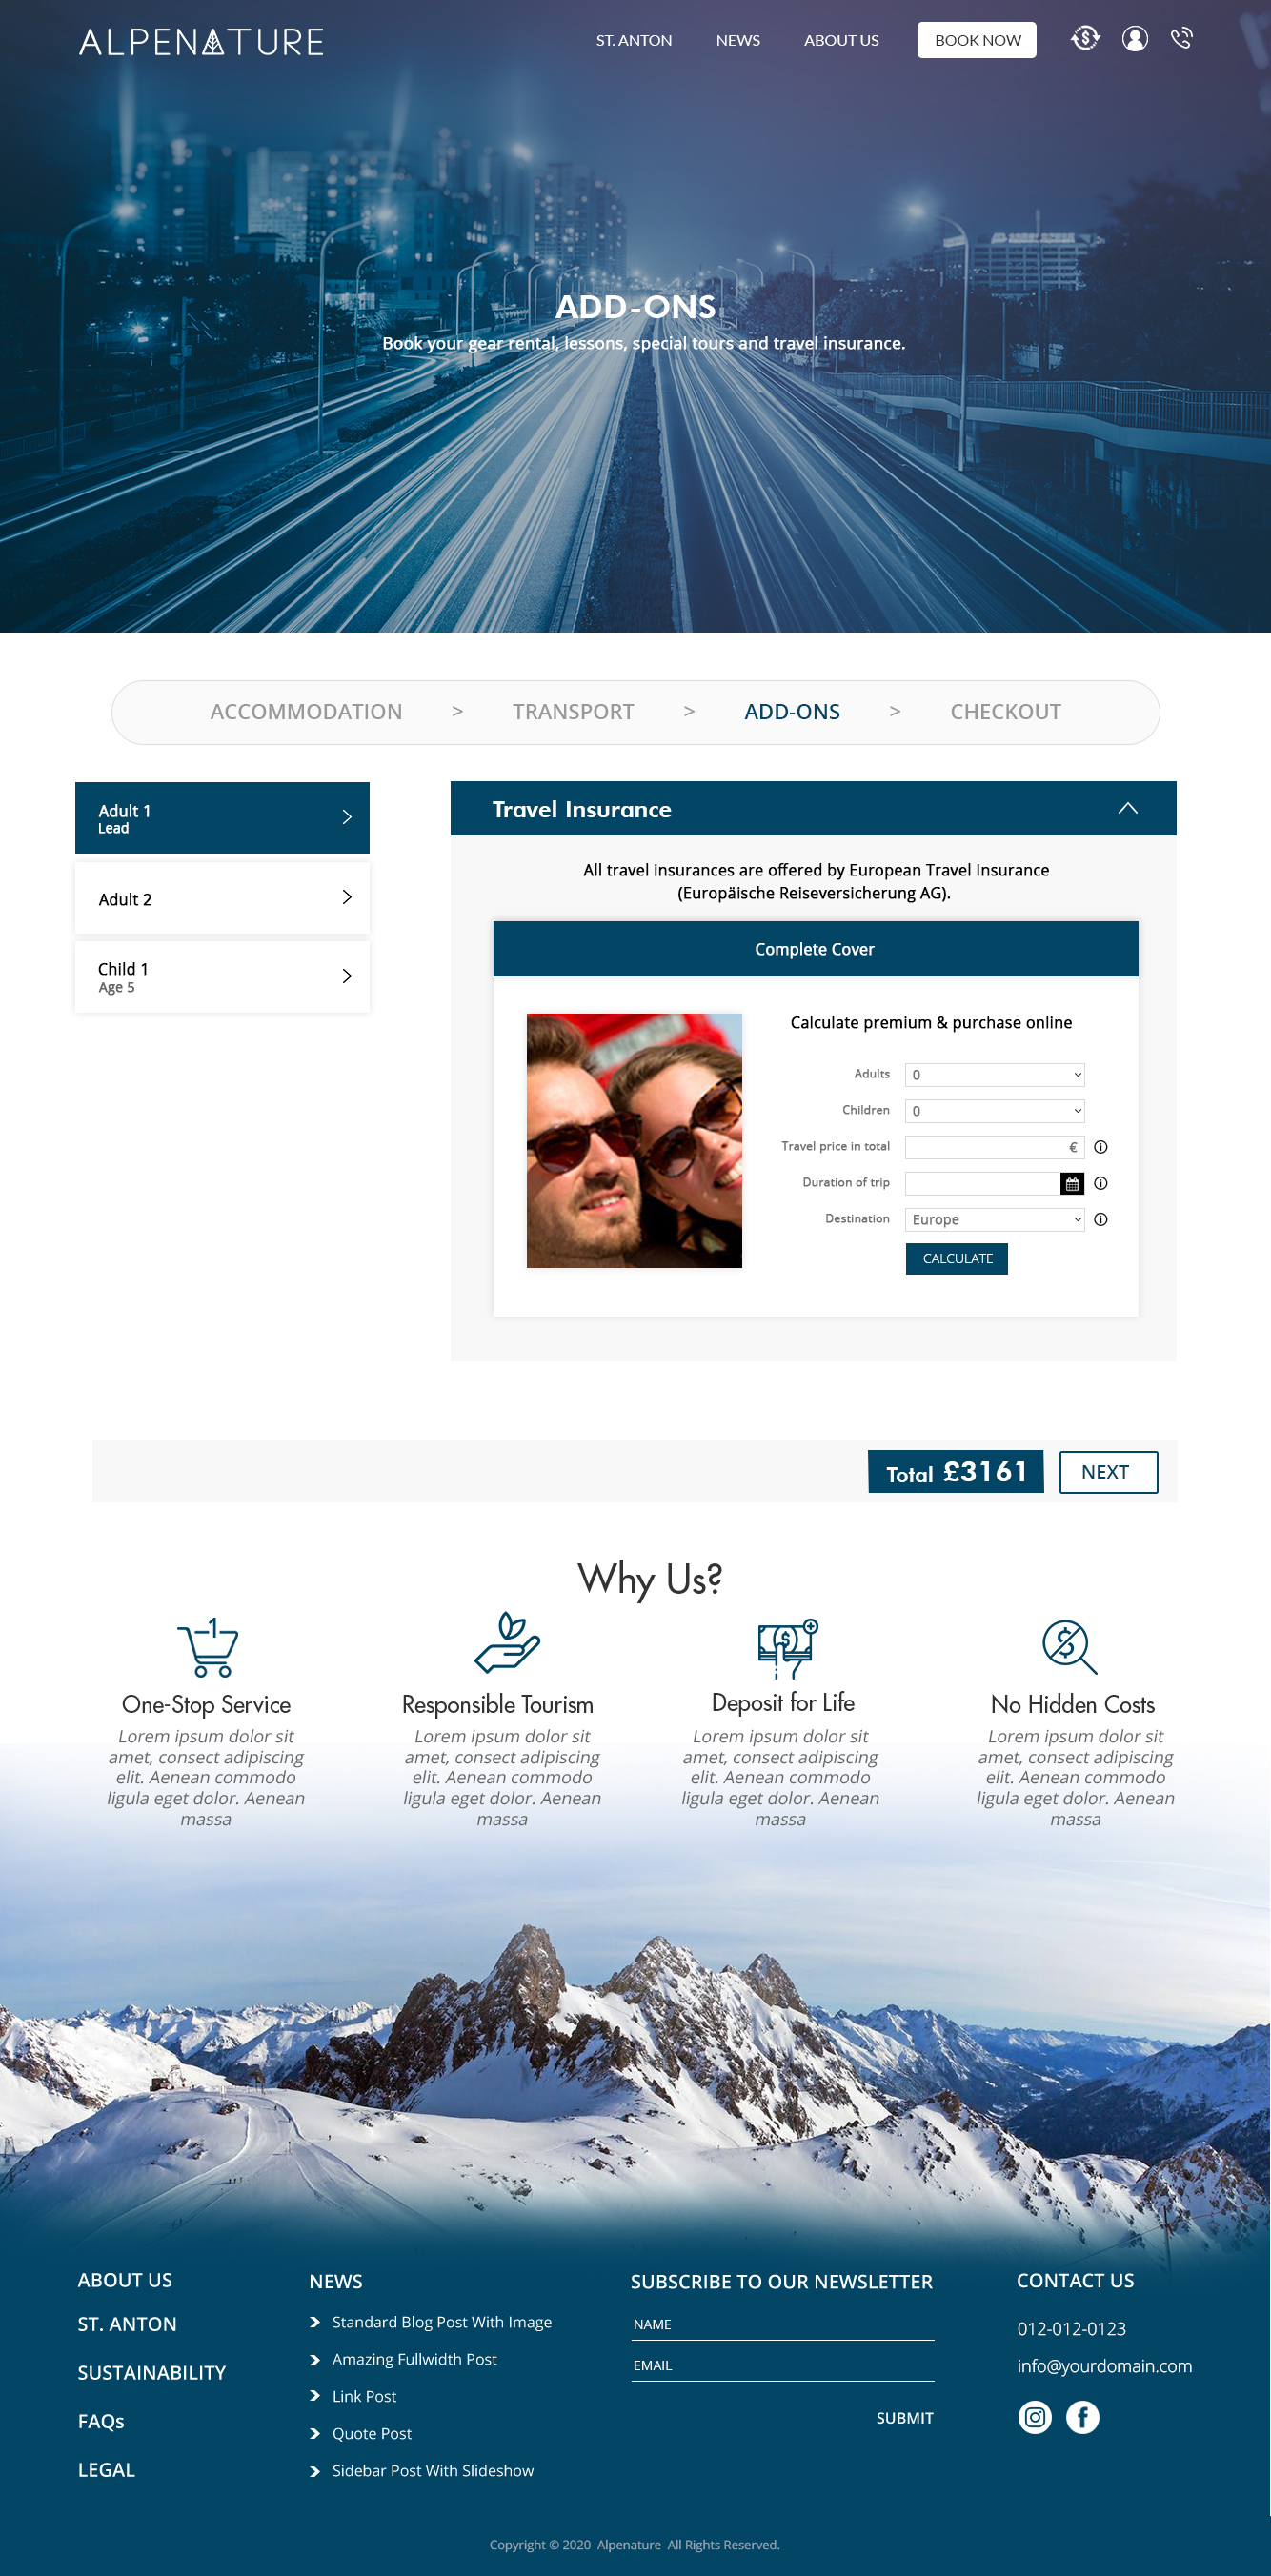 ALPENATURE
ST. ANTON NEWS ABOUT US BOOK NOW
ADD-ONS
Book your gear rental, lessons, special tours and travel insurance.
ACCOMMODATION > TRANSPORT > ADD-ONS > CHECKOUT
Adult 1
Lead
Adult 2
Child 1
Age 5
Travel Insurance
All travel insurances are offered by European Travel Insurance
(Europäische Reiseversicherung AG).
Complete Cover
Calculate premium & purchase online
Adults 0
Children 0
Travel price in total €
Duration of trip
Destination Europe
CALCULATE
Total £3161 NEXT
Why Us?
One-Stop Service
Lorem ipsum dolor sit
amet, consect adipiscing
elit. Aenean commodo
ligula eget dolor. Aenean
massa
Responsible Tourism
Lorem ipsum dolor sit
amet, consect adipiscing
elit. Aenean commodo
ligula eget dolor. Aenean
massa
Deposit for Life
Lorem ipsum dolor sit
amet, consect adipiscing
elit. Aenean commodo
ligula eget dolor. Aenean
massa
No Hidden Costs
Lorem ipsum dolor sit
amet, consect adipiscing
elit. Aenean commodo
ligula eget dolor. Aenean
massa
ABOUT US
ST. ANTON
SUSTAINABILITY
FAQs
LEGAL
NEWS
Standard Blog Post With Image
Amazing Fullwidth Post
Link Post
Quote Post
Sidebar Post With Slideshow
SUBSCRIBE TO OUR NEWSLETTER
NAME
EMAIL
SUBMIT
CONTACT US
012-012-0123
info@yourdomain.com
Copyright © 2020 Alpenature All Rights Reserved.